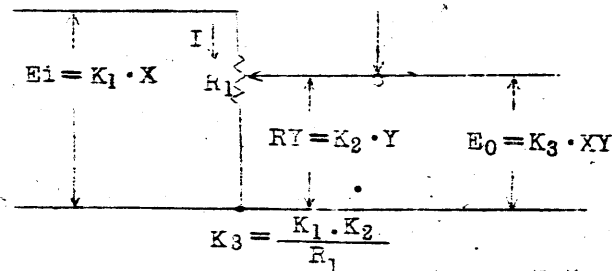 I
Ei = K₁ · X
R₁
RY = K₂ · Y
E₀ = K₃ · XY
K₃ = K₁ . K₂ / R₁